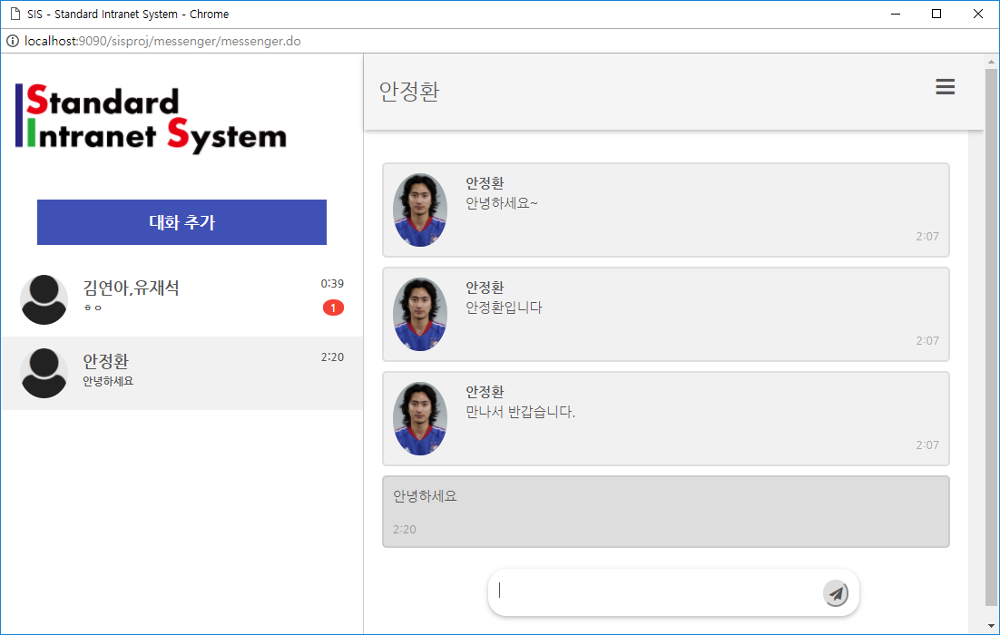 SIS - Standard Intranet System - Chrome
localhost:9090/sisproj/messenger/messenger.do
Standard
Intranet System
대화 추가
김연아,유재석
0:39
ㅎㅇ
1
안정환
2:20
안녕하세요
안정환
안정환
안녕하세요~
2:07
안정환
안정환입니다
2:07
안정환
만나서 반갑습니다.
2:07
안녕하세요
2:20